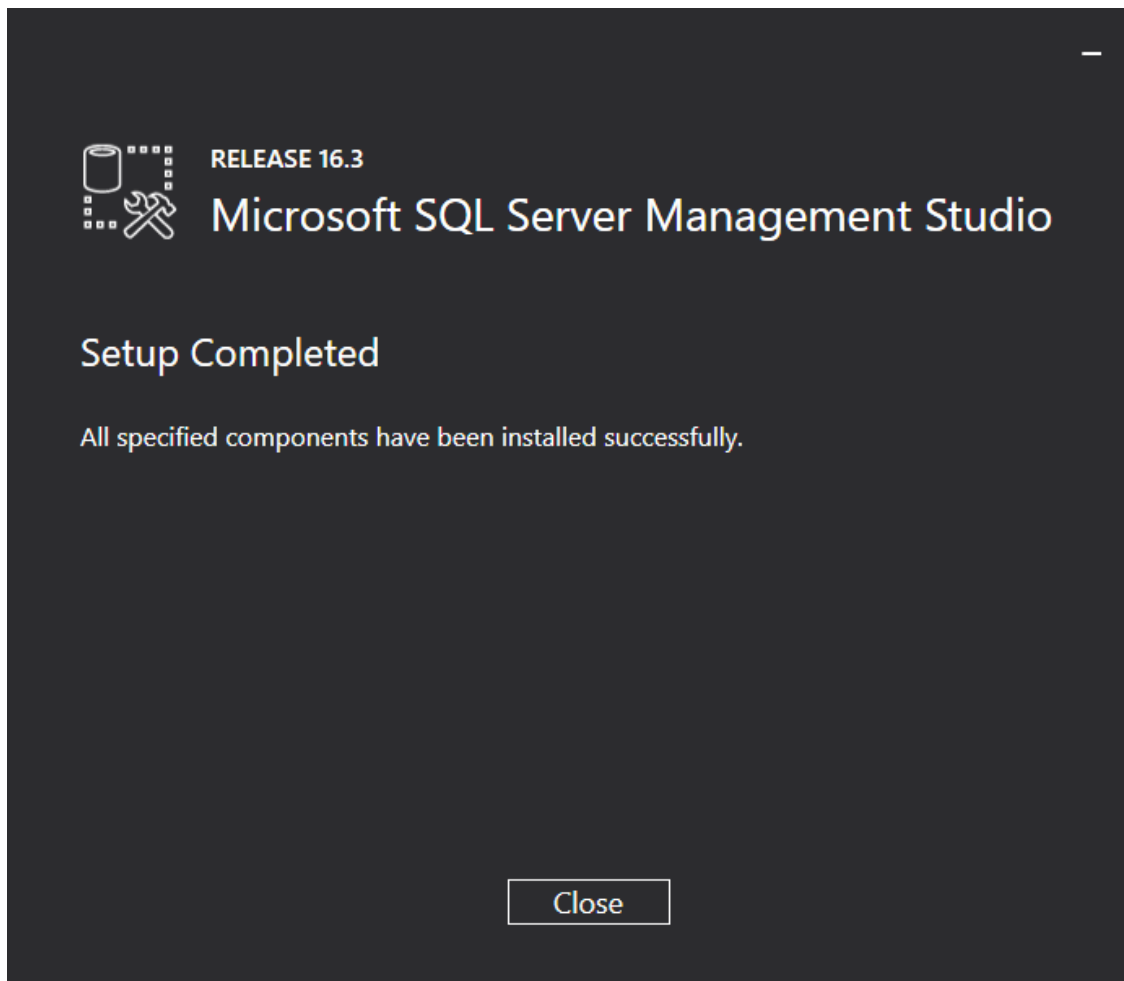 RELEASE 16.3
Microsoft SQL Server Management Studio
Setup Completed
All specified components have been installed successfully.
Close